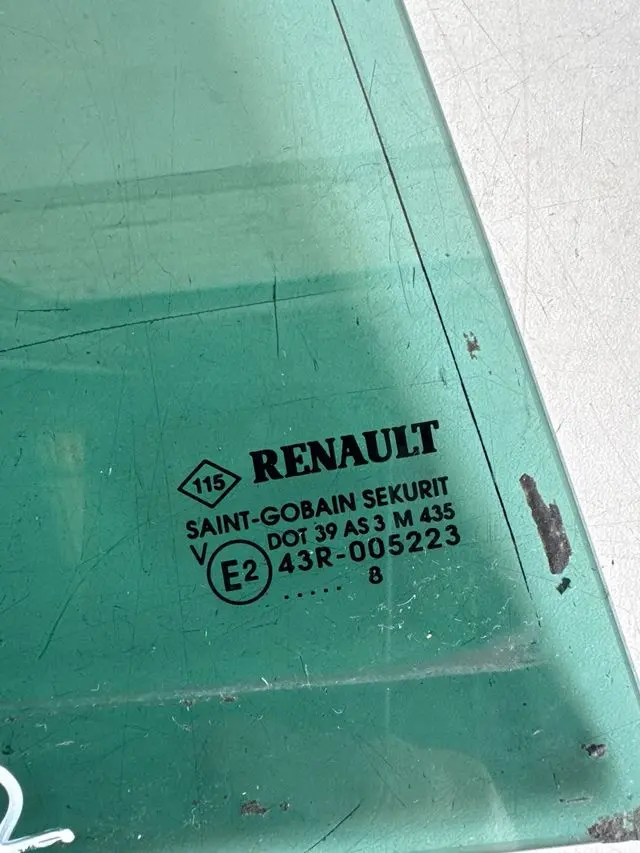 115 RENAULT
SAINT-GOBAIN SEKURIT
DOT 39 AS 3 M 435
V E2 43R-005223
..... 8